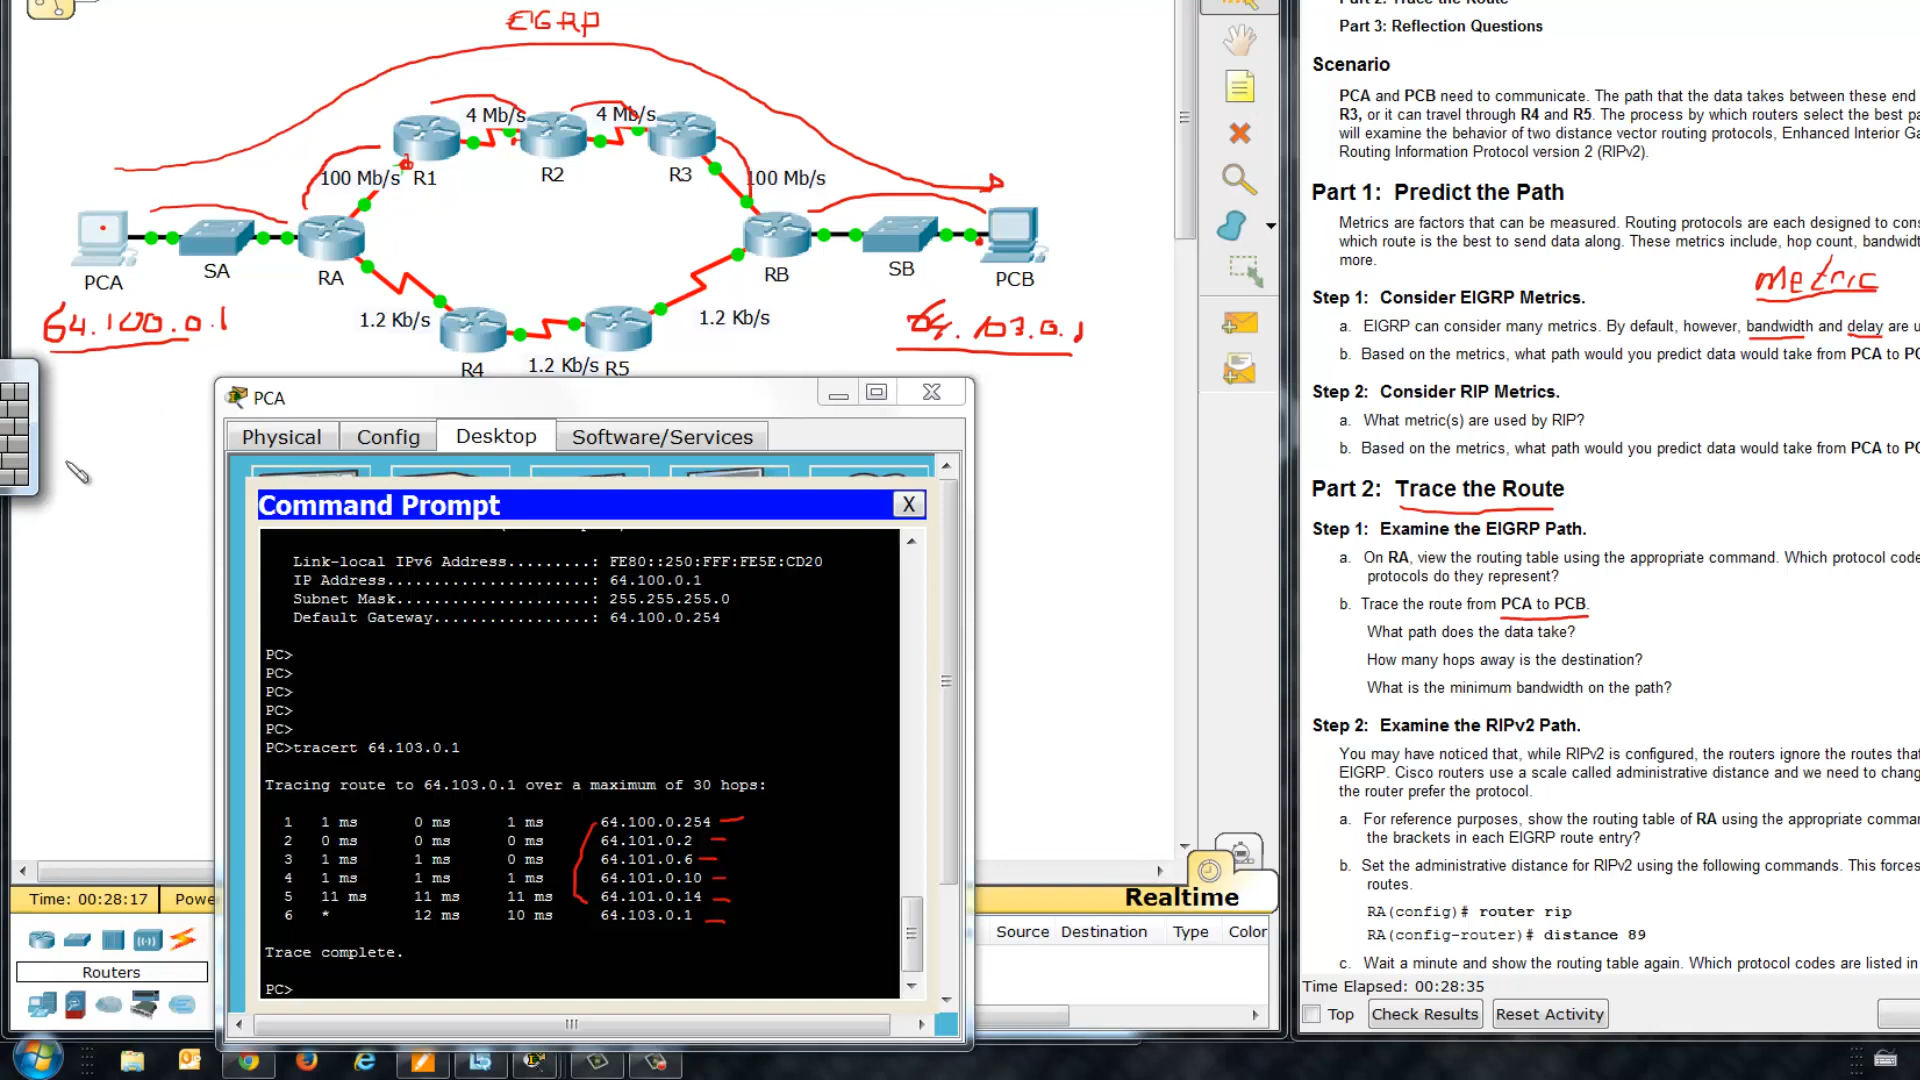 EIGRP
4 Mb/s
4 Mb/s
100 Mb/s
R1
R2
R3
100 Mb/s
PCA
SA
RA
RB
SB
PCB
64.100.0.1
1.2 Kb/s
1.2 Kb/s
64.103.0.1
R4
1.2 Kb/s
R5
PCA
Physical
Config
Desktop
Software/Services
Command Prompt
X
Link-local IPv6 Address.........: FE80::250:FFF:FE5E:CD20
IP Address......................: 64.100.0.1
Subnet Mask.....................: 255.255.255.0
Default Gateway.................: 64.100.0.254
PC>
PC>
PC>
PC>
PC>
PC>tracert 64.103.0.1
Tracing route to 64.103.0.1 over a maximum of 30 hops:
1 1 ms 0 ms 1 ms 64.100.0.254
2 0 ms 0 ms 0 ms 64.101.0.2
3 1 ms 1 ms 0 ms 64.101.0.6
4 1 ms 1 ms 1 ms 64.101.0.10
5 11 ms 11 ms 11 ms 64.101.0.14
6 * 12 ms 10 ms 64.103.0.1
Trace complete.
PC>
Time: 00:28:17
Powe
Realtime
Routers
Source
Destination
Type
Color
Part 3: Reflection Questions
Scenario
PCA and PCB need to communicate. The path that the data takes between these end
R3, or it can travel through R4 and R5. The process by which routers select the best pa
will examine the behavior of two distance vector routing protocols, Enhanced Interior Ga
Routing Information Protocol version 2 (RIPv2).
Part 1: Predict the Path
Metrics are factors that can be measured. Routing protocols are each designed to cons
which route is the best to send data along. These metrics include, hop count, bandwidt
more.
metric
Step 1: Consider EIGRP Metrics.
a. EIGRP can consider many metrics. By default, however, bandwidth and delay are u
b. Based on the metrics, what path would you predict data would take from PCA to PC
Step 2: Consider RIP Metrics.
a. What metric(s) are used by RIP?
b. Based on the metrics, what path would you predict data would take from PCA to PC
Part 2: Trace the Route
Step 1: Examine the EIGRP Path.
a. On RA, view the routing table using the appropriate command. Which protocol code
protocols do they represent?
b. Trace the route from PCA to PCB.
What path does the data take?
How many hops away is the destination?
What is the minimum bandwidth on the path?
Step 2: Examine the RIPv2 Path.
You may have noticed that, while RIPv2 is configured, the routers ignore the routes that
EIGRP. Cisco routers use a scale called administrative distance and we need to chang
the router prefer the protocol.
a. For reference purposes, show the routing table of RA using the appropriate comman
the brackets in each EIGRP route entry?
b. Set the administrative distance for RIPv2 using the following commands. This forces
routes.
RA(config)# router rip
RA(config-router)# distance 89
c. Wait a minute and show the routing table again. Which protocol codes are listed in
Time Elapsed: 00:28:35
Top
Check Results
Reset Activity